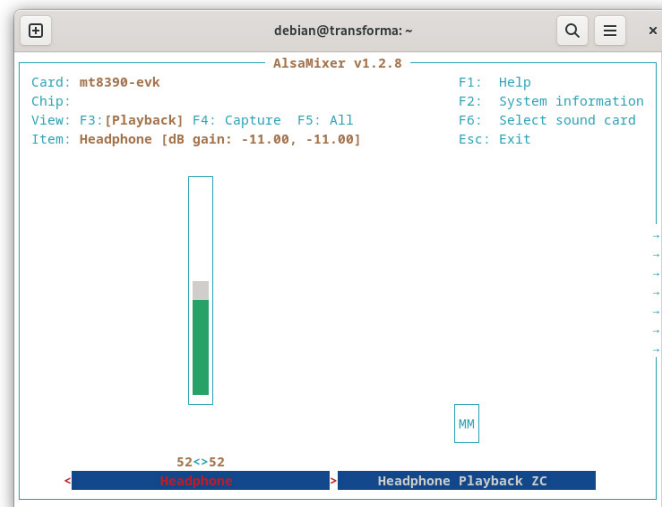 debian@transforma: ~
AlsaMixer v1.2.8
Card: mt8390-evk F1: Help
Chip: F2: System information
View: F3:[Playback] F4: Capture F5: All F6: Select sound card
Item: Headphone [dB gain: -11.00, -11.00] Esc: Exit
MM
52<>52
< Headphone > Headphone Playback ZC